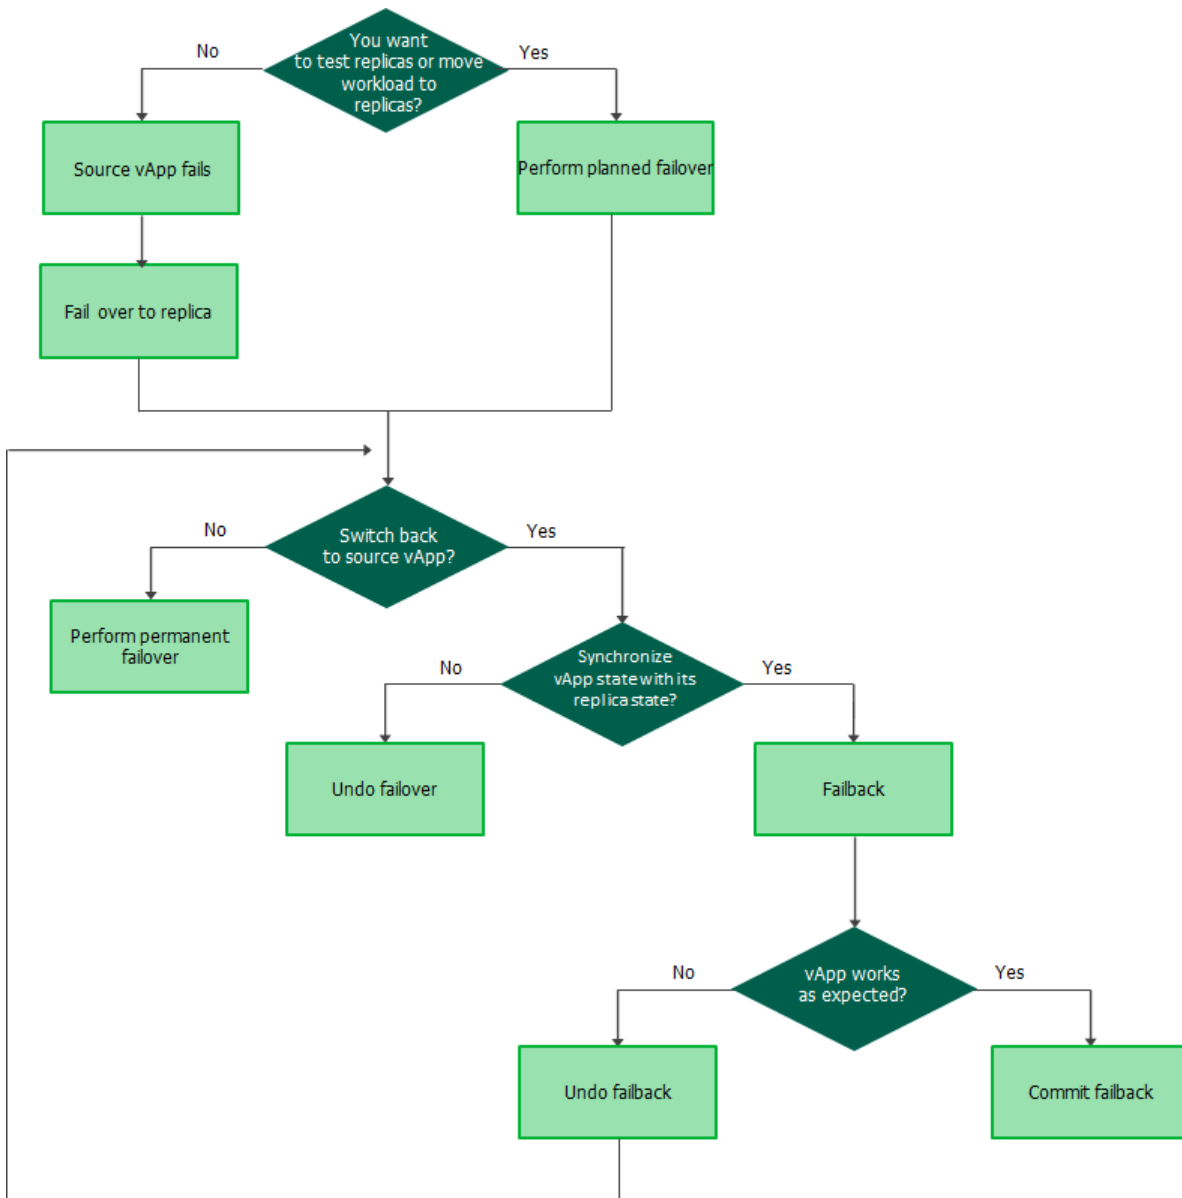 You want
to test replicas or move
workload to
replicas?
No
Yes
Source vApp fails
Perform planned failover
Fail over to replica
Switch back
to source vApp?
No
Yes
Perform permanent
failover
Synchronize
vApp state with its
replica state?
No
Yes
Undo failover
Failback
vApp works
as expected?
No
Yes
Undo failback
Commit failback